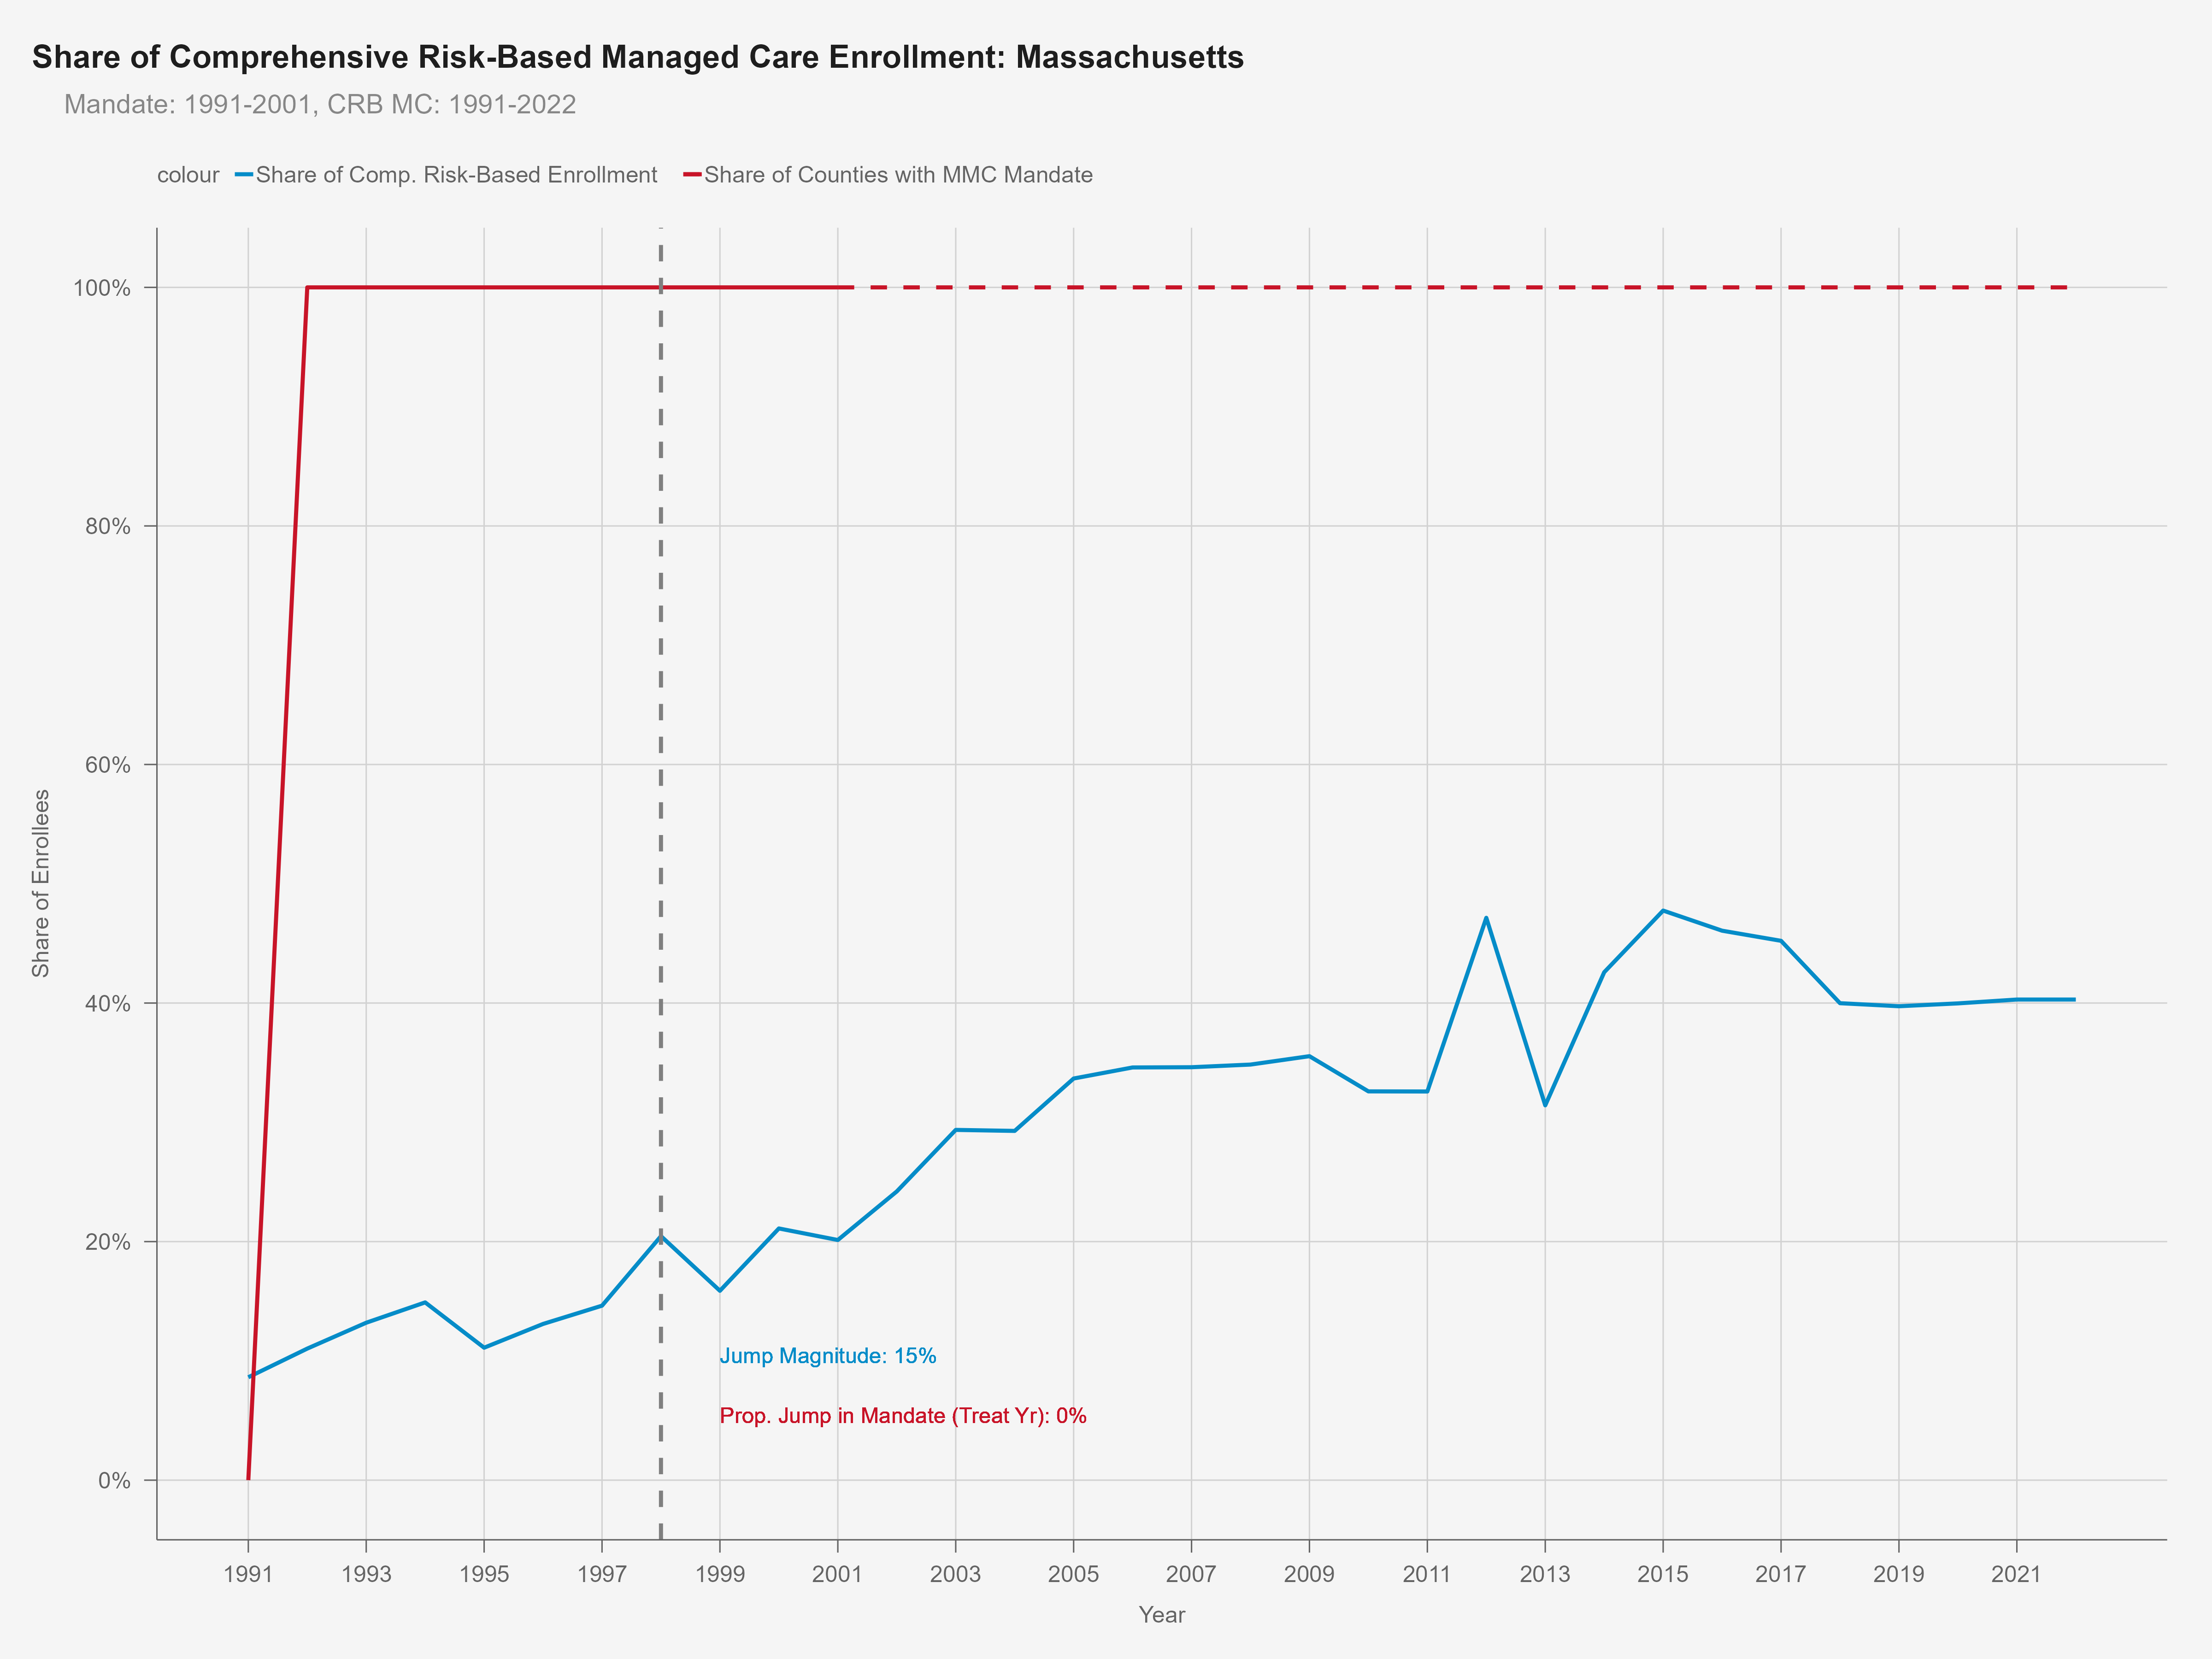 Share of Comprehensive Risk-Based Managed Care Enrollment: Massachusetts
Mandate: 1991-2001, CRB MC: 1991-2022
colour Share of Comp. Risk-Based Enrollment Share of Counties with MMC Mandate
Share of Enrollees
100%
80%
60%
40%
20%
0%
Jump Magnitude: 15%
Prop. Jump in Mandate (Treat Yr): 0%
1991 1993 1995 1997 1999 2001 2003 2005 2007 2009 2011 2013 2015 2017 2019 2021
Year